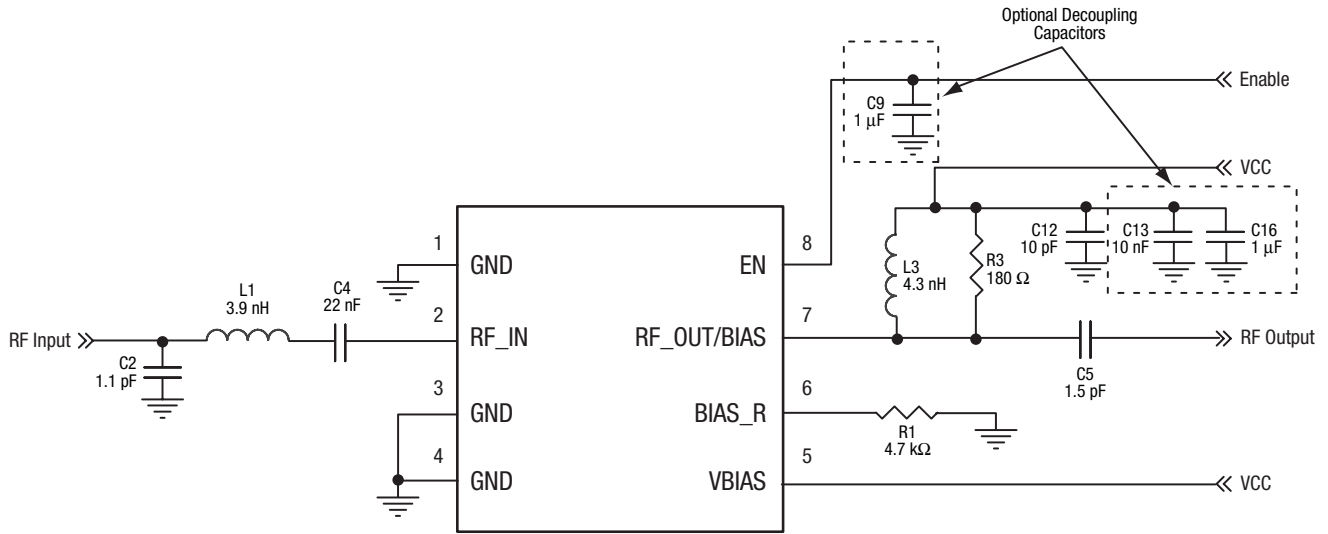 Optional Decoupling
Capacitors
Enable
C9
1 μF
VCC
C12
10 pF
C13
10 nF
C16
1 μF
L3
4.3 nH
R3
180 Ω
1
GND
8
EN
L1
3.9 nH
C4
22 nF
2
RF_IN
7
RF_OUT/BIAS
RF Input
RF Output
C2
1.1 pF
C5
1.5 pF
3
GND
6
BIAS_R
R1
4.7 kΩ
4
GND
5
VBIAS
VCC